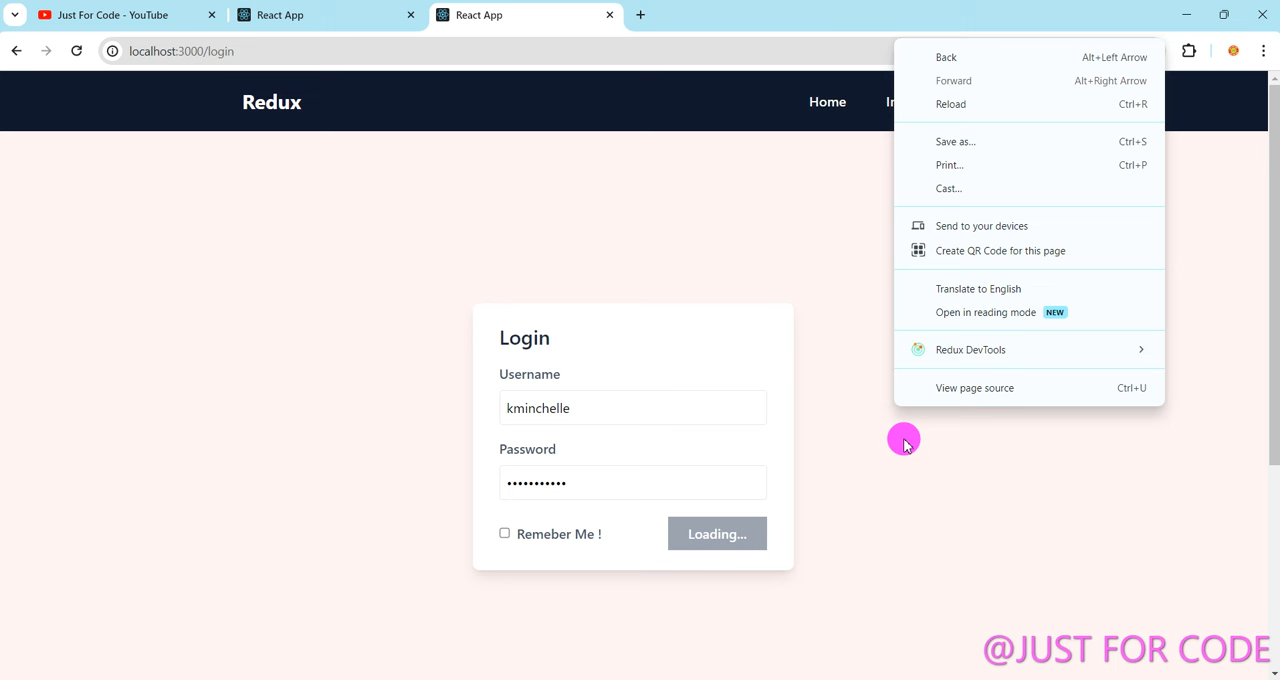 Just For Code - YouTube
React App
React App
localhost:3000/login
Redux
Home
Back Alt+Left Arrow
Forward Alt+Right Arrow
Reload Ctrl+R
Save as... Ctrl+S
Print... Ctrl+P
Cast...
Send to your devices
Create QR Code for this page
Translate to English
Open in reading mode NEW
Redux DevTools
View page source Ctrl+U
Login
Username
kminchelle
Password
Remeber Me !
Loading...
@JUST FOR CODE